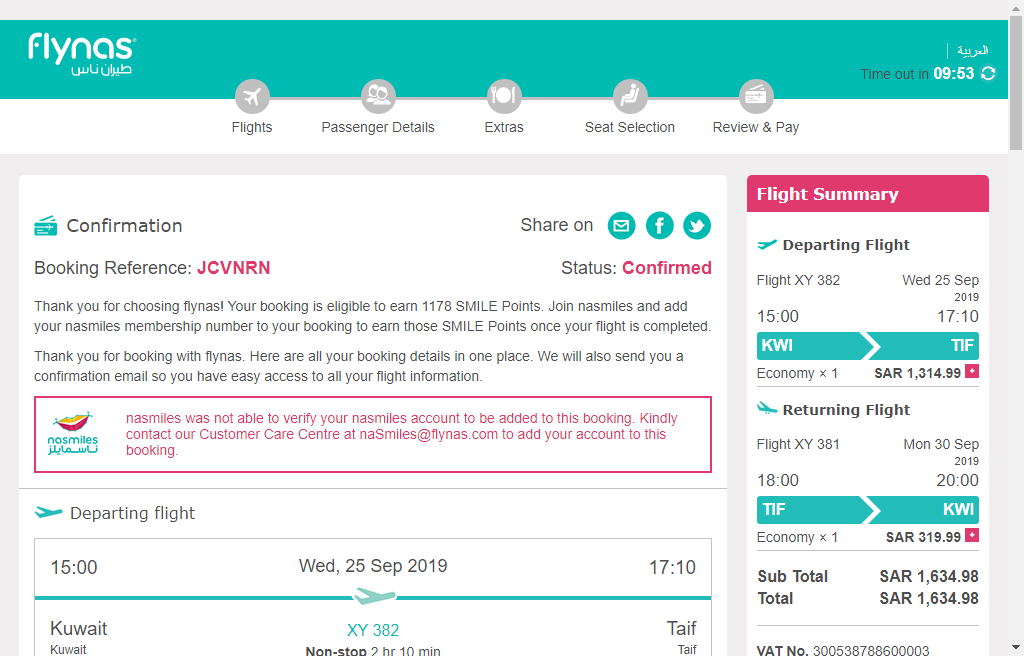 flynas
طيران ناس
العربية
Time out in 09:53
Flights
Passenger Details
Extras
Seat Selection
Review & Pay
Confirmation
Share on
Booking Reference: JCVNRN
Status: Confirmed
Thank you for choosing flynas! Your booking is eligible to earn 1178 SMILE Points. Join nasmiles and add
your nasmiles membership number to your booking to earn those SMILE Points once your flight is completed.
Thank you for booking with flynas. Here are all your booking details in one place. We will also send you a
confirmation email so you have easy access to all your flight information.
nasmiles
ناسمايلز
nasmiles was not able to verify your nasmiles account to be added to this booking. Kindly
contact our Customer Care Centre at naSmiles@flynas.com to add your account to this
booking.
Departing flight
15:00
Wed, 25 Sep 2019
17:10
Kuwait
XY 382
Taif
Kuwait
Non-stop 2 hr 10 min
Taif
Flight Summary
Departing Flight
Flight XY 382
Wed 25 Sep
2019
15:00
17:10
KWI
TIF
Economy × 1
SAR 1,314.99 +
Returning Flight
Flight XY 381
Mon 30 Sep
2019
18:00
20:00
TIF
KWI
Economy × 1
SAR 319.99 +
Sub Total
SAR 1,634.98
Total
SAR 1,634.98
VAT No. 300538788600003